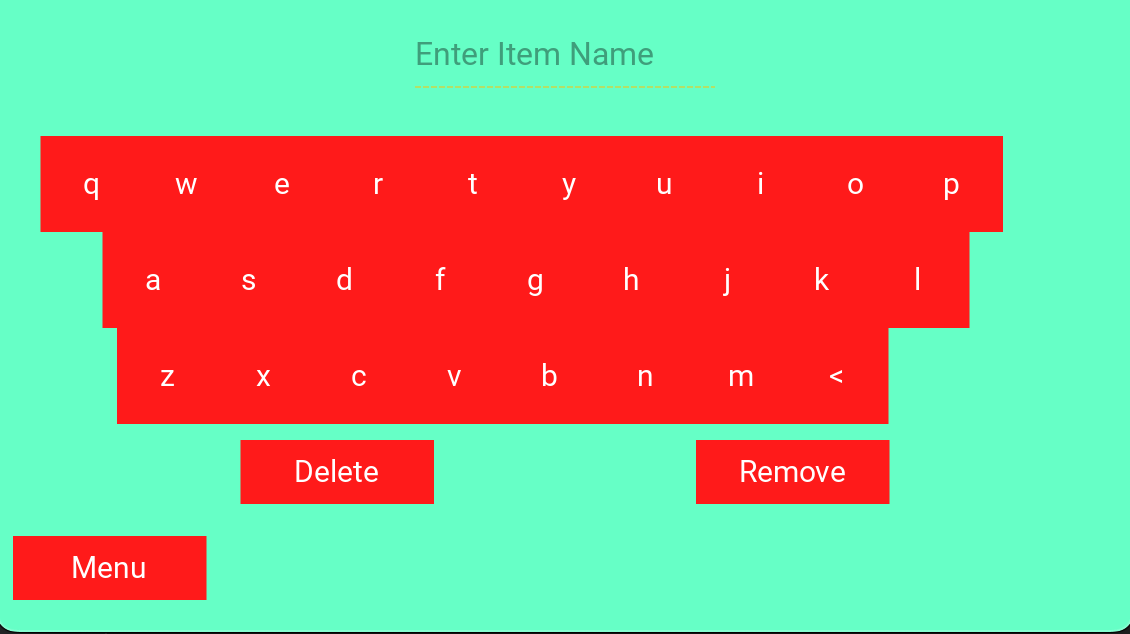 Enter Item Name
q w e r t y u i o p
a s d f g h j k l
z x c v b n m <
Delete Remove
Menu